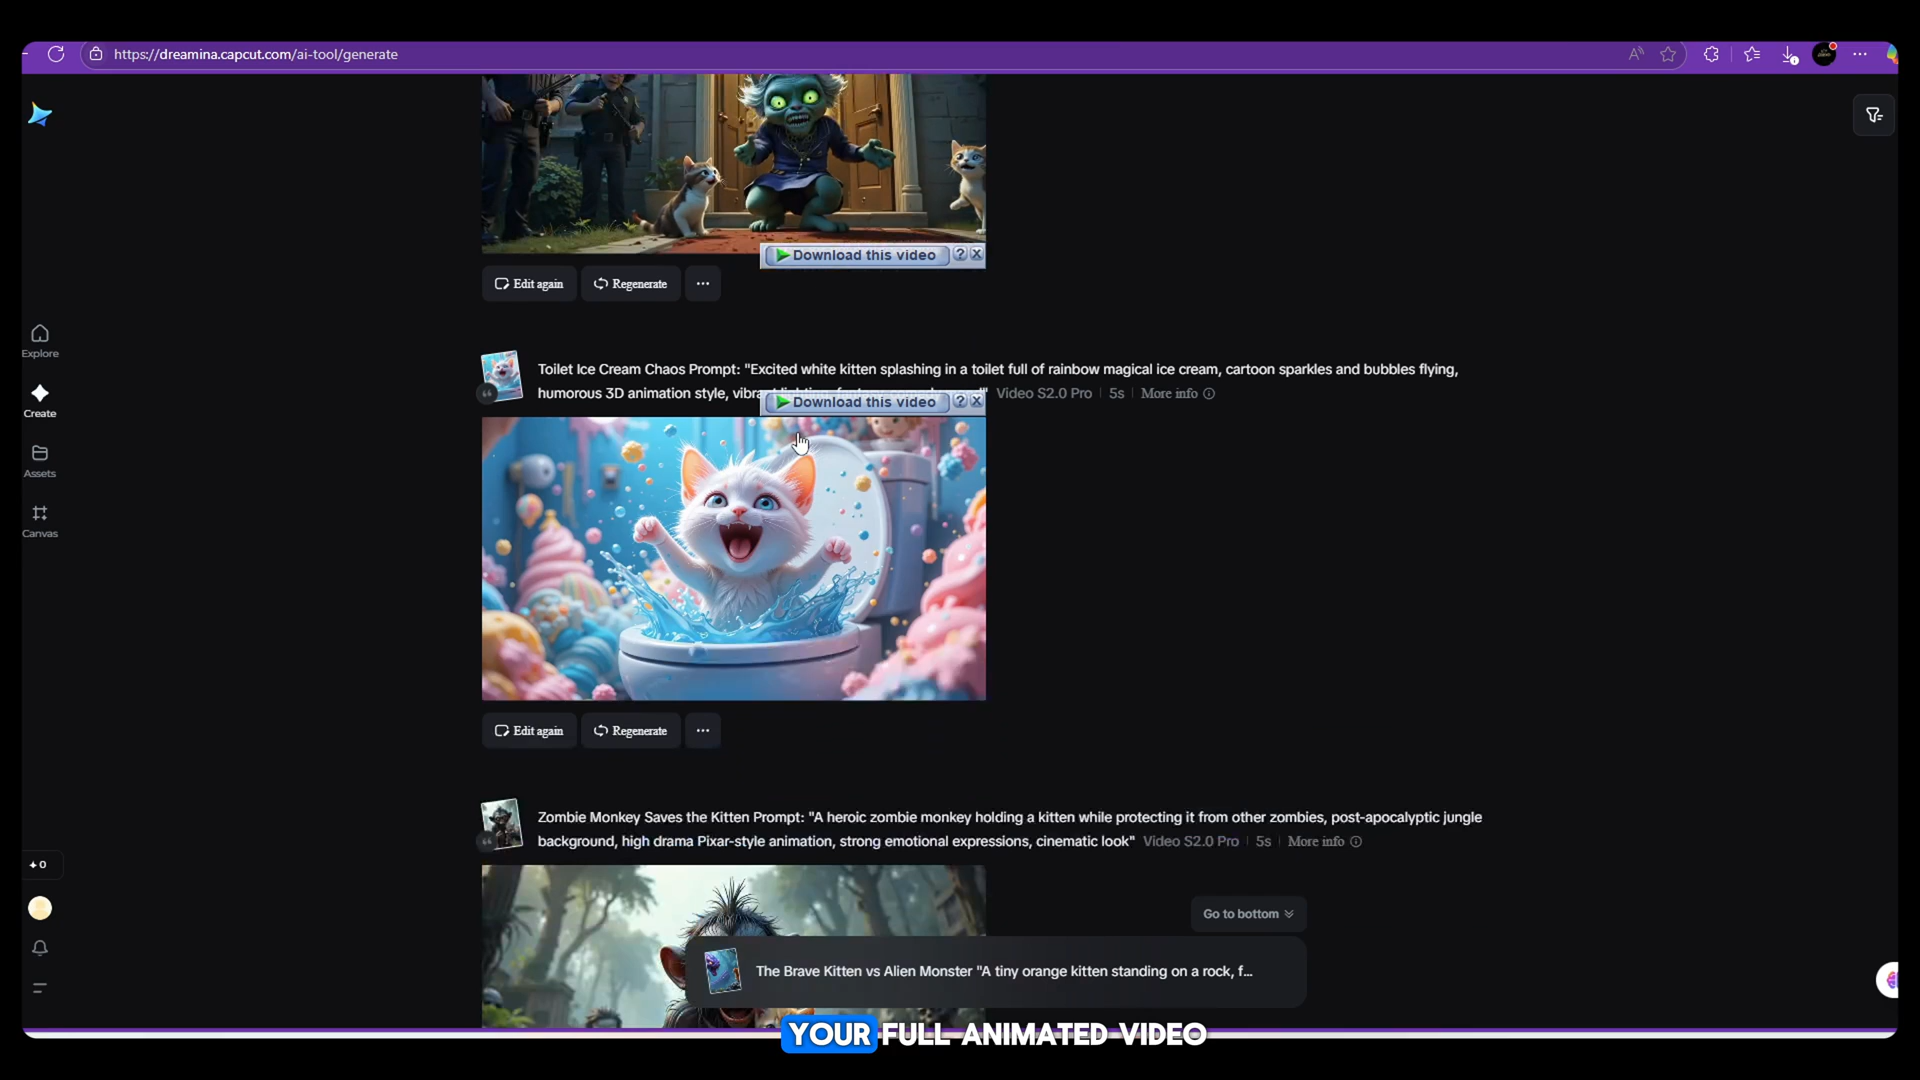 https://dreamina.capcut.com/ai-tool/generate
Download this video
Edit again
Regenerate
Explore
Toilet Ice Cream Chaos Prompt: "Excited white kitten splashing in a toilet full of rainbow magical ice cream, cartoon sparkles and bubbles flying,
humorous 3D animation style, vibra
Video S2.0 Pro | 5s | More info
Download this video
Create
Assets
Canvas
Edit again
Regenerate
Zombie Monkey Saves the Kitten Prompt: "A heroic zombie monkey holding a kitten while protecting it from other zombies, post-apocalyptic jungle
background, high drama Pixar-style animation, strong emotional expressions, cinematic look" Video S2.0 Pro | 5s | More info
0
Go to bottom
The Brave Kitten vs Alien Monster "A tiny orange kitten standing on a rock, f...
YOUR FULL ANIMATED VIDEO